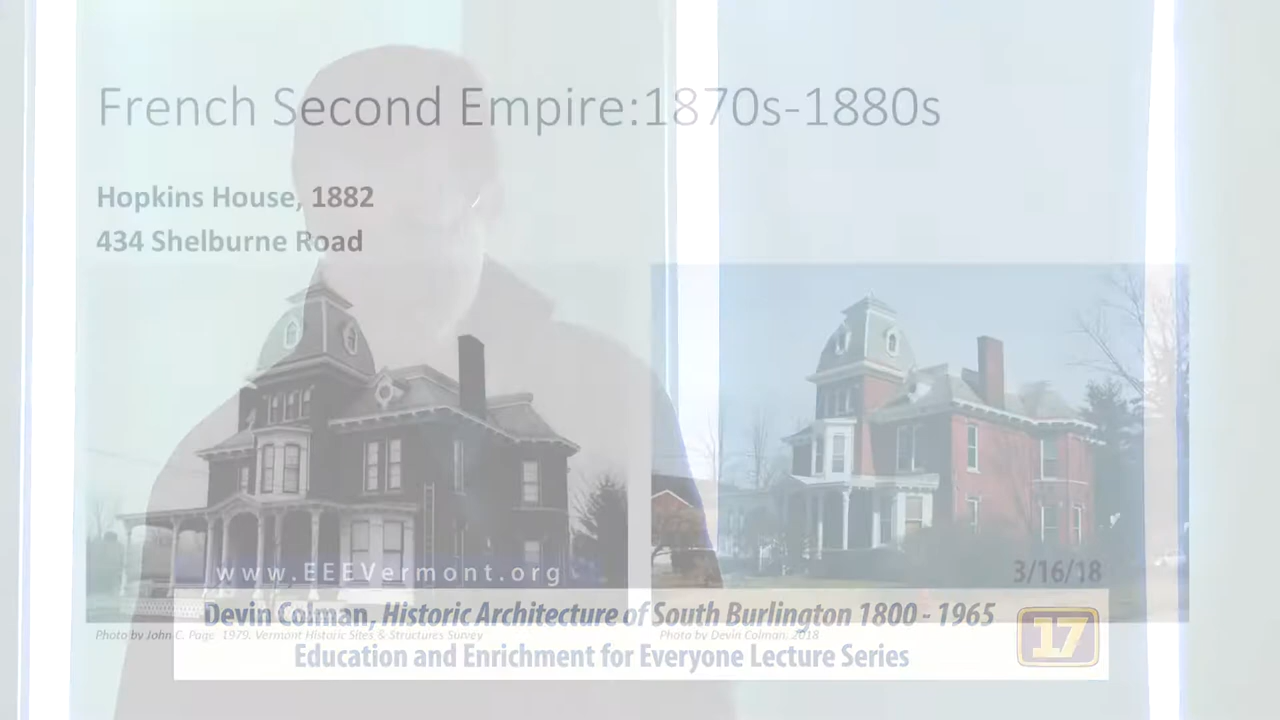 French Second Empire:1870s-1880s
Hopkins House, 1882
434 Shelburne Road
www.EEEVermont.org
3/16/18
Devin Colman, Historic Architecture of South Burlington 1800 - 1965
17
Photo by John C. Page. 1979. Vermont Historic Sites & Structures Survey
Photo by Devin Colman. 2018
Education and Enrichment for Everyone Lecture Series